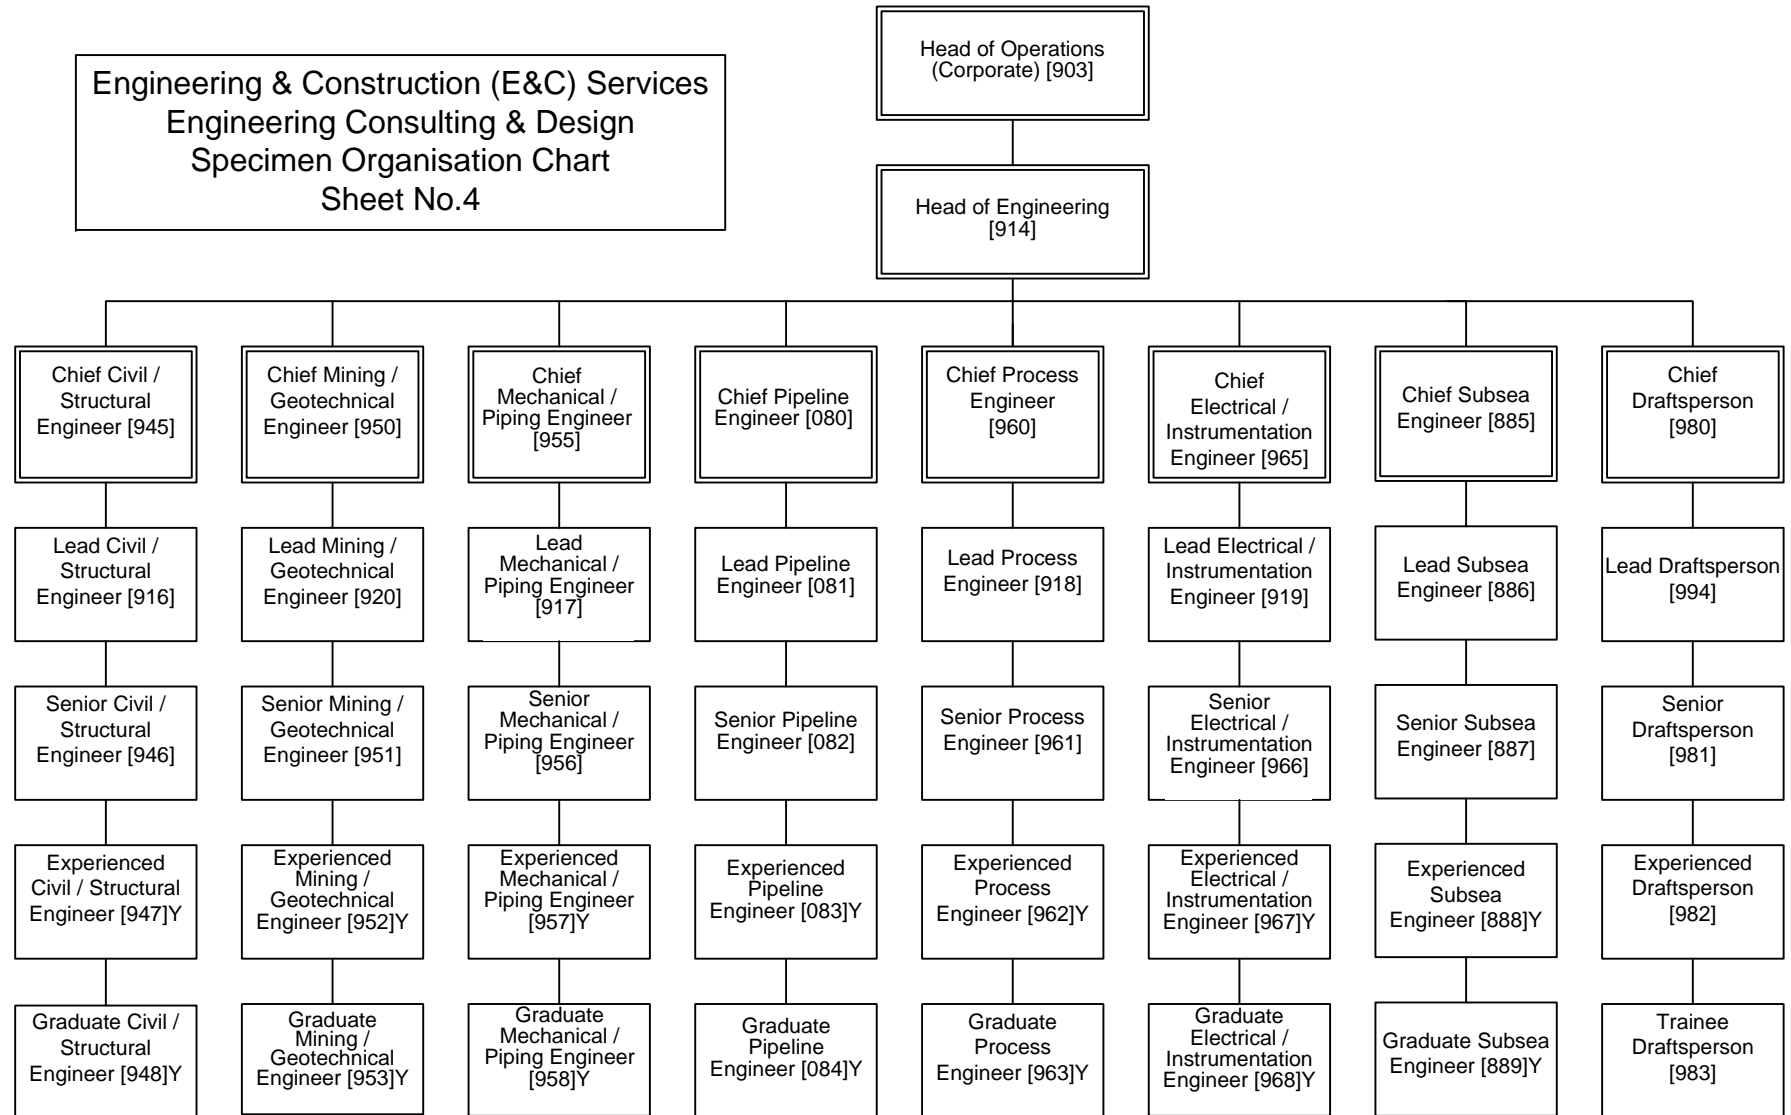 Engineering & Construction (E&C) Services
Engineering Consulting & Design
Specimen Organisation Chart
Sheet No.4
Head of Operations
(Corporate) [903]
Head of Engineering
[914]
Chief Civil /
Structural
Engineer [945]
Chief Mining /
Geotechnical
Engineer [950]
Chief
Mechanical /
Piping Engineer
[955]
Chief Pipeline
Engineer [080]
Chief Process
Engineer
[960]
Chief
Electrical /
Instrumentation
Engineer [965]
Chief Subsea
Engineer [885]
Chief
Draftsperson
[980]
Lead Civil /
Structural
Engineer [916]
Lead Mining /
Geotechnical
Engineer [920]
Lead
Mechanical /
Piping Engineer
[917]
Lead Pipeline
Engineer [081]
Lead Process
Engineer [918]
Lead Electrical /
Instrumentation
Engineer [919]
Lead Subsea
Engineer [886]
Lead Draftsperson
[994]
Senior Civil /
Structural
Engineer [946]
Senior Mining /
Geotechnical
Engineer [951]
Senior
Mechanical /
Piping Engineer
[956]
Senior Pipeline
Engineer [082]
Senior Process
Engineer [961]
Senior
Electrical /
Instrumentation
Engineer [966]
Senior Subsea
Engineer [887]
Senior
Draftsperson
[981]
Experienced
Civil / Structural
Engineer [947]Y
Experienced
Mining /
Geotechnical
Engineer [952]Y
Experienced
Mechanical /
Piping Engineer
[957]Y
Experienced
Pipeline
Engineer [083]Y
Experienced
Process
Engineer [962]Y
Experienced
Electrical /
Instrumentation
Engineer [967]Y
Experienced
Subsea
Engineer [888]Y
Experienced
Draftsperson
[982]
Graduate Civil /
Structural
Engineer [948]Y
Graduate
Mining /
Geotechnical
Engineer [953]Y
Graduate
Mechanical /
Piping Engineer
[958]Y
Graduate
Pipeline
Engineer [084]Y
Graduate
Process
Engineer [963]Y
Graduate
Electrical /
Instrumentation
Engineer [968]Y
Graduate Subsea
Engineer [889]Y
Trainee
Draftsperson
[983]